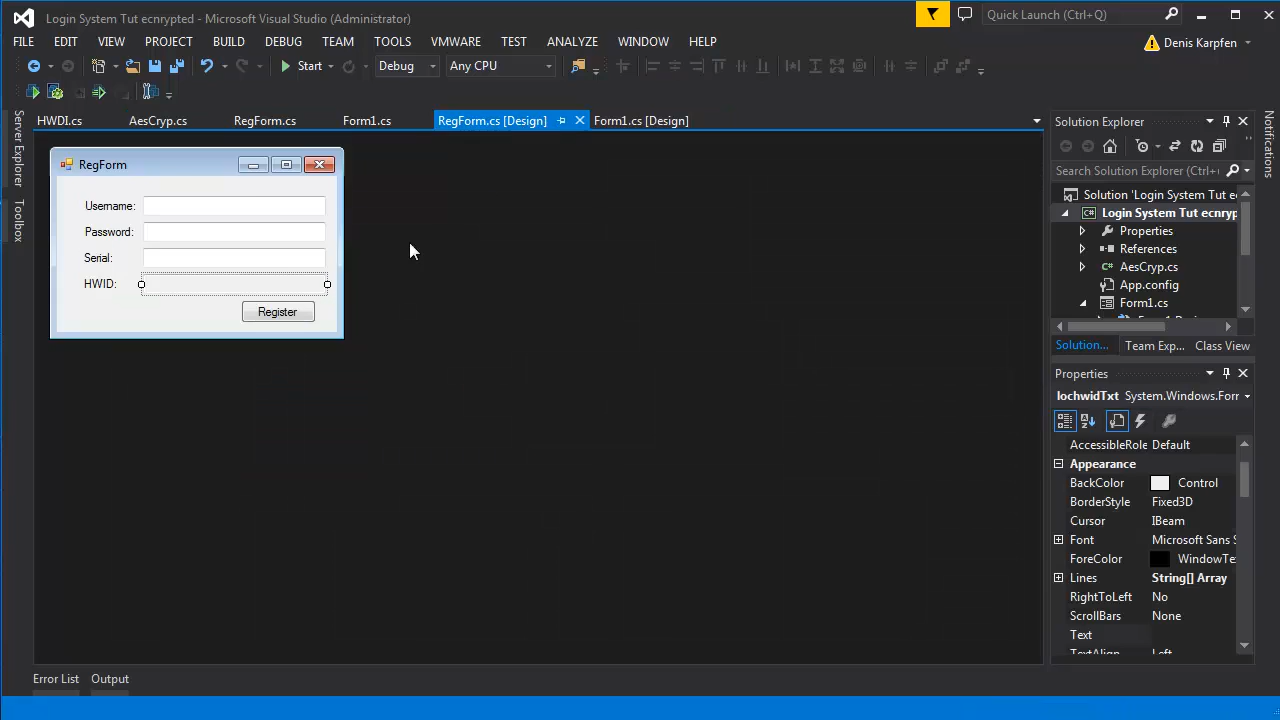 Login System Tut ecnrypted - Microsoft Visual Studio (Administrator)
Quick Launch (Ctrl+Q)
FILE EDIT VIEW PROJECT BUILD DEBUG TEAM TOOLS VMWARE TEST ANALYZE WINDOW HELP
Denis Karpfen
Start Debug Any CPU
Server Explorer
Toolbox
HWDI.cs AesCryp.cs RegForm.cs Form1.cs RegForm.cs [Design] Form1.cs [Design]
RegForm
Username:
Password:
Serial:
HWID:
Register
Solution Explorer
Search Solution Explorer (Ctrl+
Solution 'Login System Tut e
Login System Tut ecnryp
Properties
References
AesCryp.cs
App.config
Form1.cs
Solution... Team Exp... Class View
Properties
lochwidTxt System.Windows.Forr
AccessibleRole Default
Appearance
BackColor Control
BorderStyle Fixed3D
Cursor IBeam
Font Microsoft Sans S
ForeColor WindowTe
Lines String[] Array
RightToLeft No
ScrollBars None
Text
TextAlign Left
Notifications
Error List Output